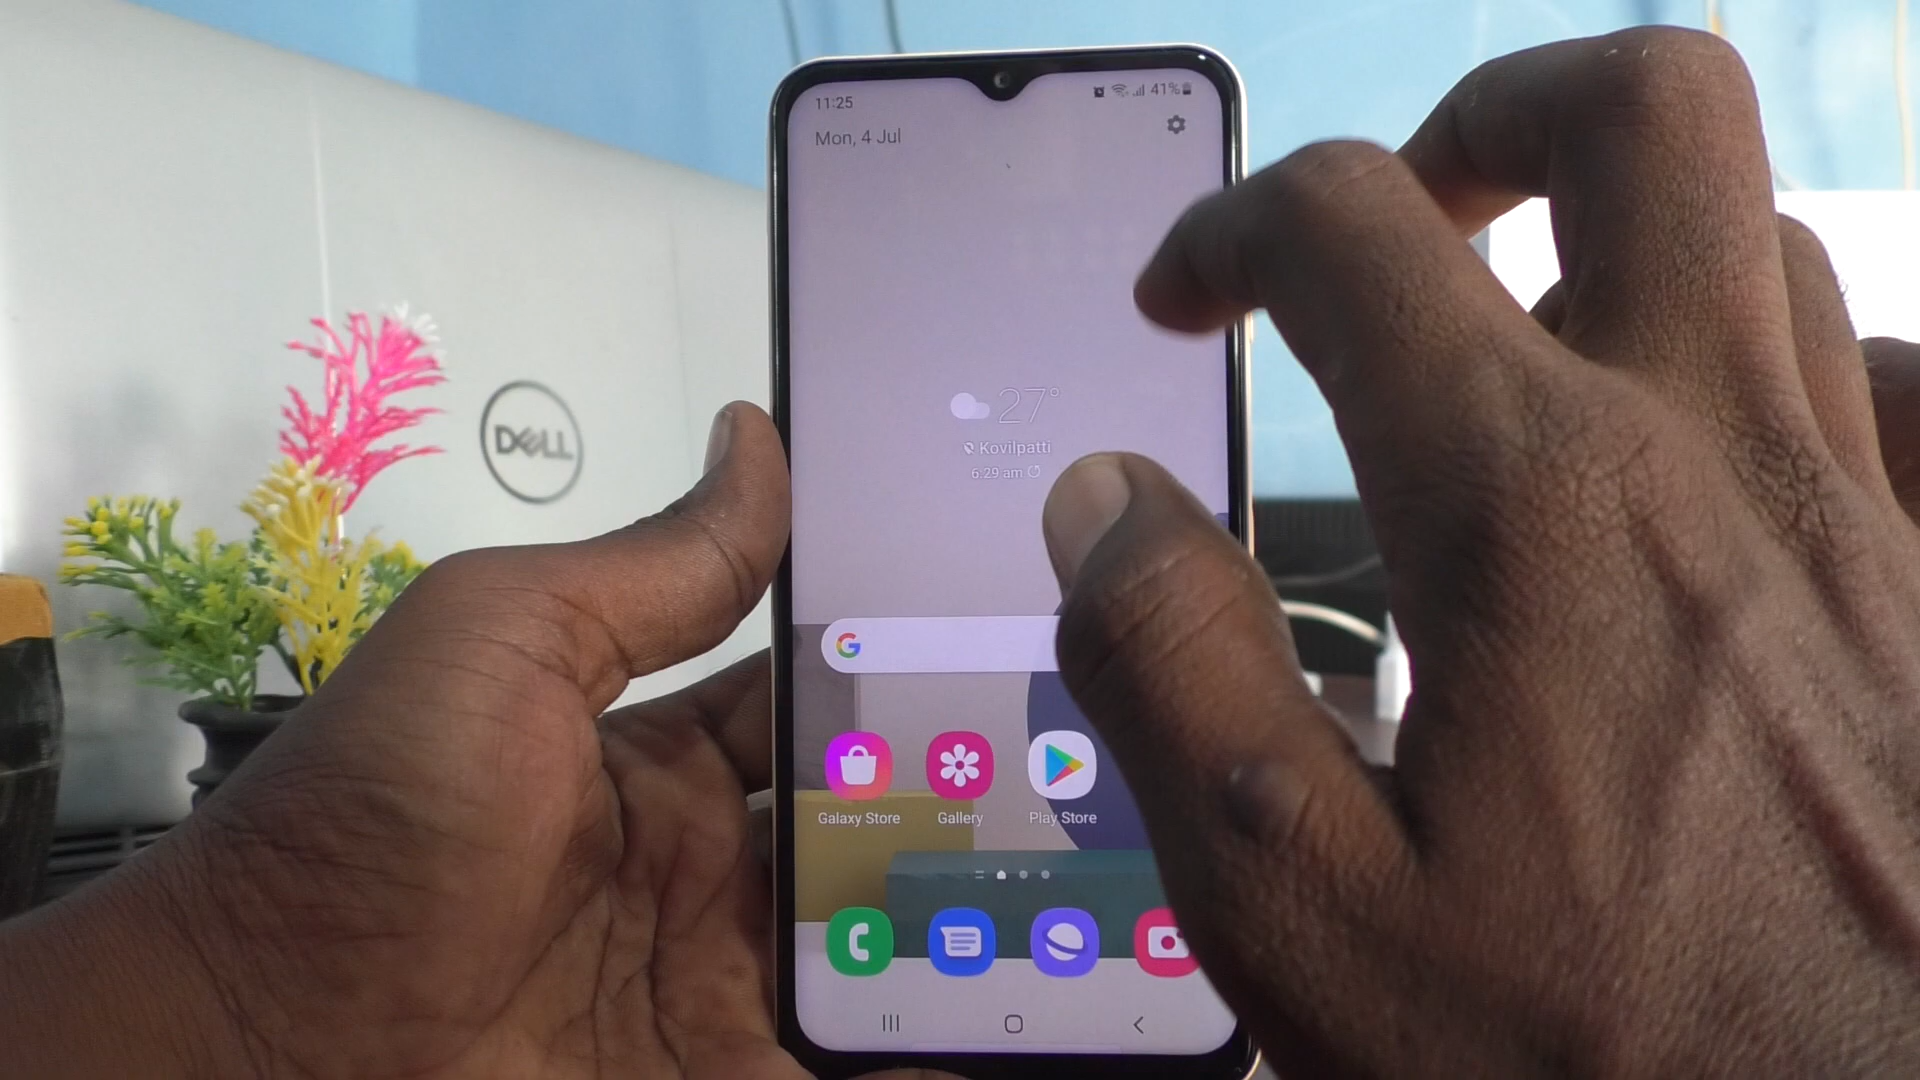 11:25
41%
Mon, 4 Jul
27°
Kovilpatti
6:29 am
DELL
G
Galaxy Store
Gallery
Play Store